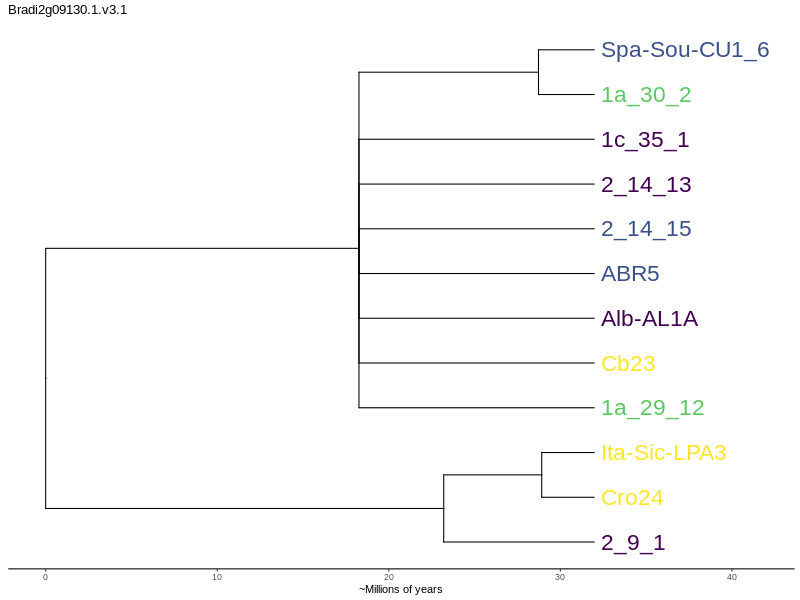 Bradi2g09130.1.v3.1
Spa-Sou-CU1_6
1a_30_2
1c_35_1
2_14_13
2_14_15
ABR5
Alb-AL1A
Cb23
1a_29_12
Ita-Sic-LPA3
Cro24
2_9_1
0 10 20 30 40
~Millions of years